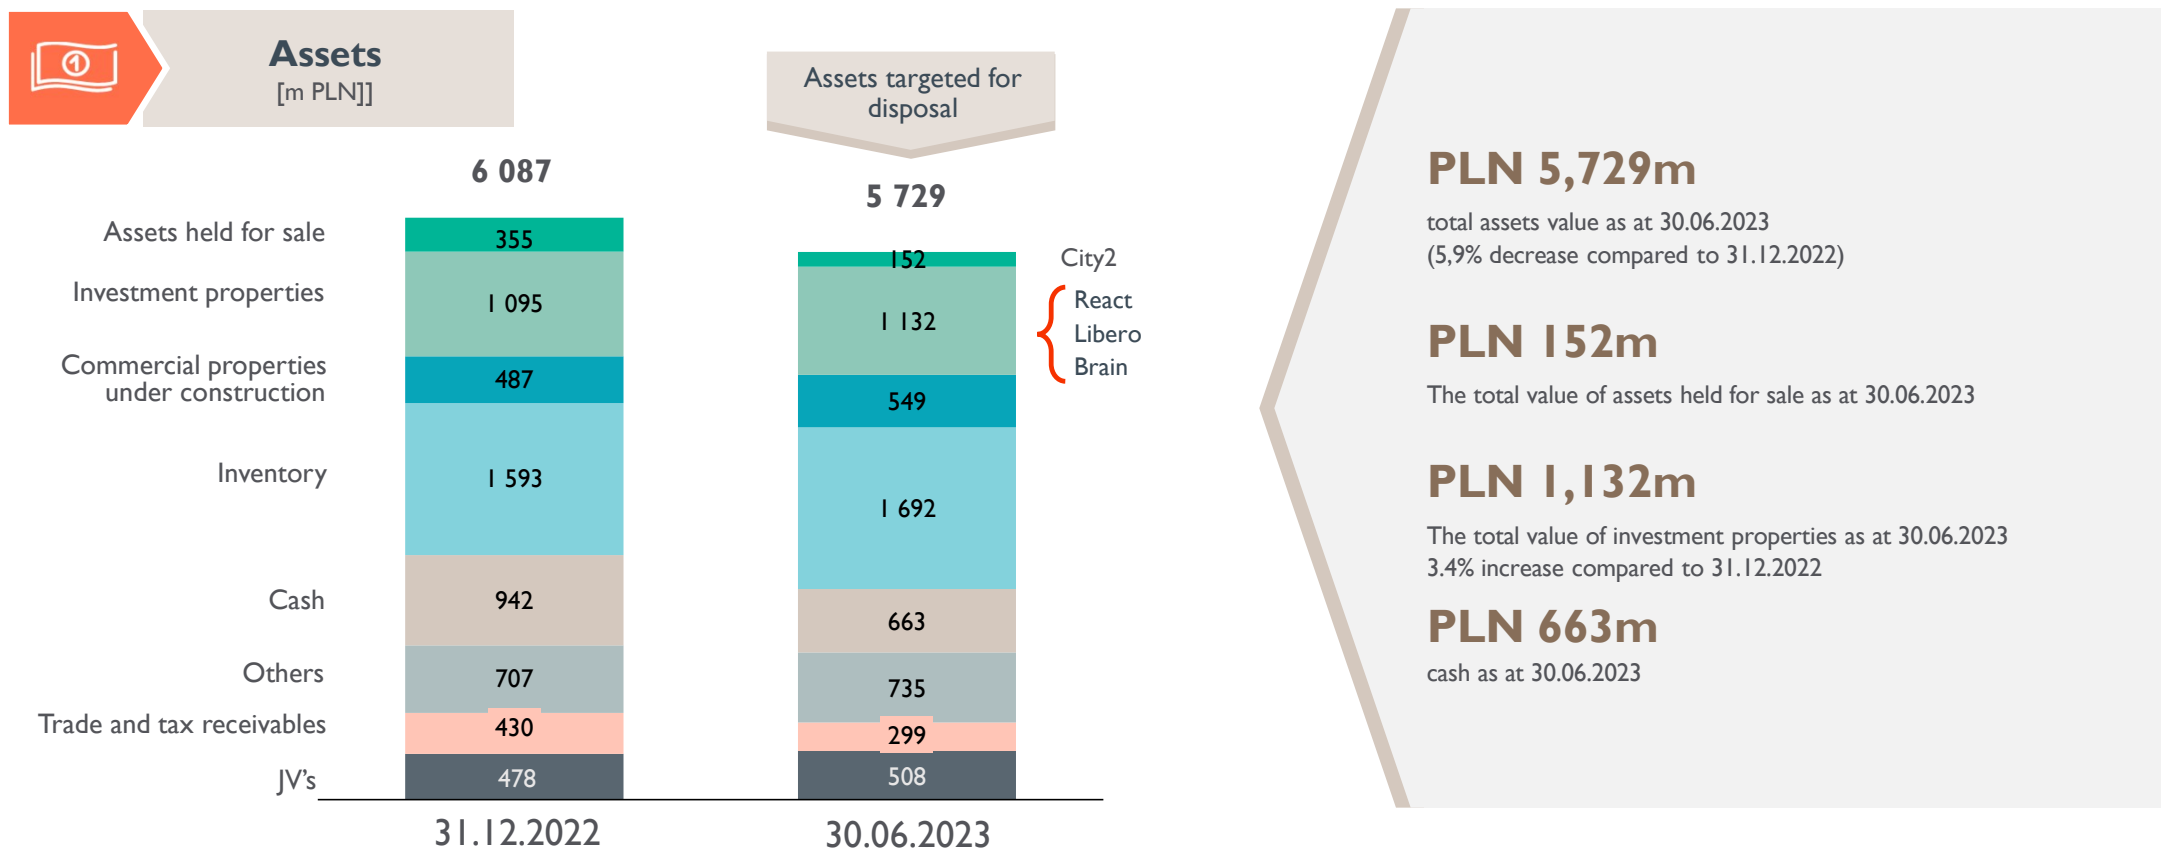 Assets
[m PLN]]
Assets targeted for
disposal
6 087
5 729
Assets held for sale
355
152
City2
Investment properties
1 095
1 132
React
Libero
Brain
Commercial properties
under construction
487
549
Inventory
1 593
1 692
Cash
942
663
Others
707
735
Trade and tax receivables
430
299
JV's
478
508
31.12.2022
30.06.2023
PLN 5,729m
total assets value as at 30.06.2023
(5,9% decrease compared to 31.12.2022)
PLN 152m
The total value of assets held for sale as at 30.06.2023
PLN 1,132m
The total value of investment properties as at 30.06.2023
3.4% increase compared to 31.12.2022
PLN 663m
cash as at 30.06.2023